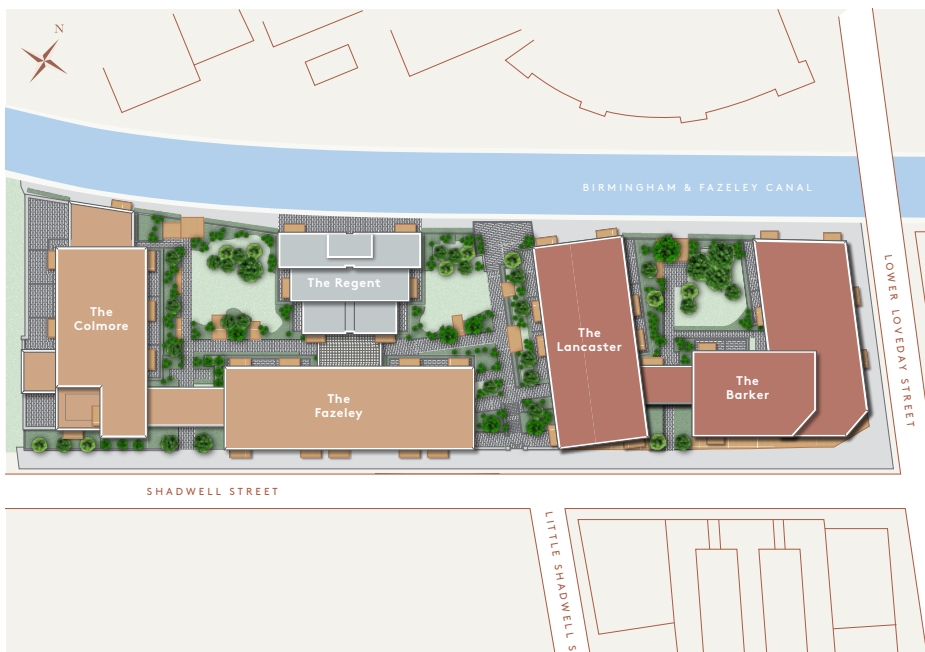 N
BIRMINGHAM & FAZELEY CANAL
The Regent
The
Colmore
The
Lancaster
The
Barker
The
Fazeley
LOWER LOVEDAY STREET
SHADWELL STREET
LITTLE SHADWELL S